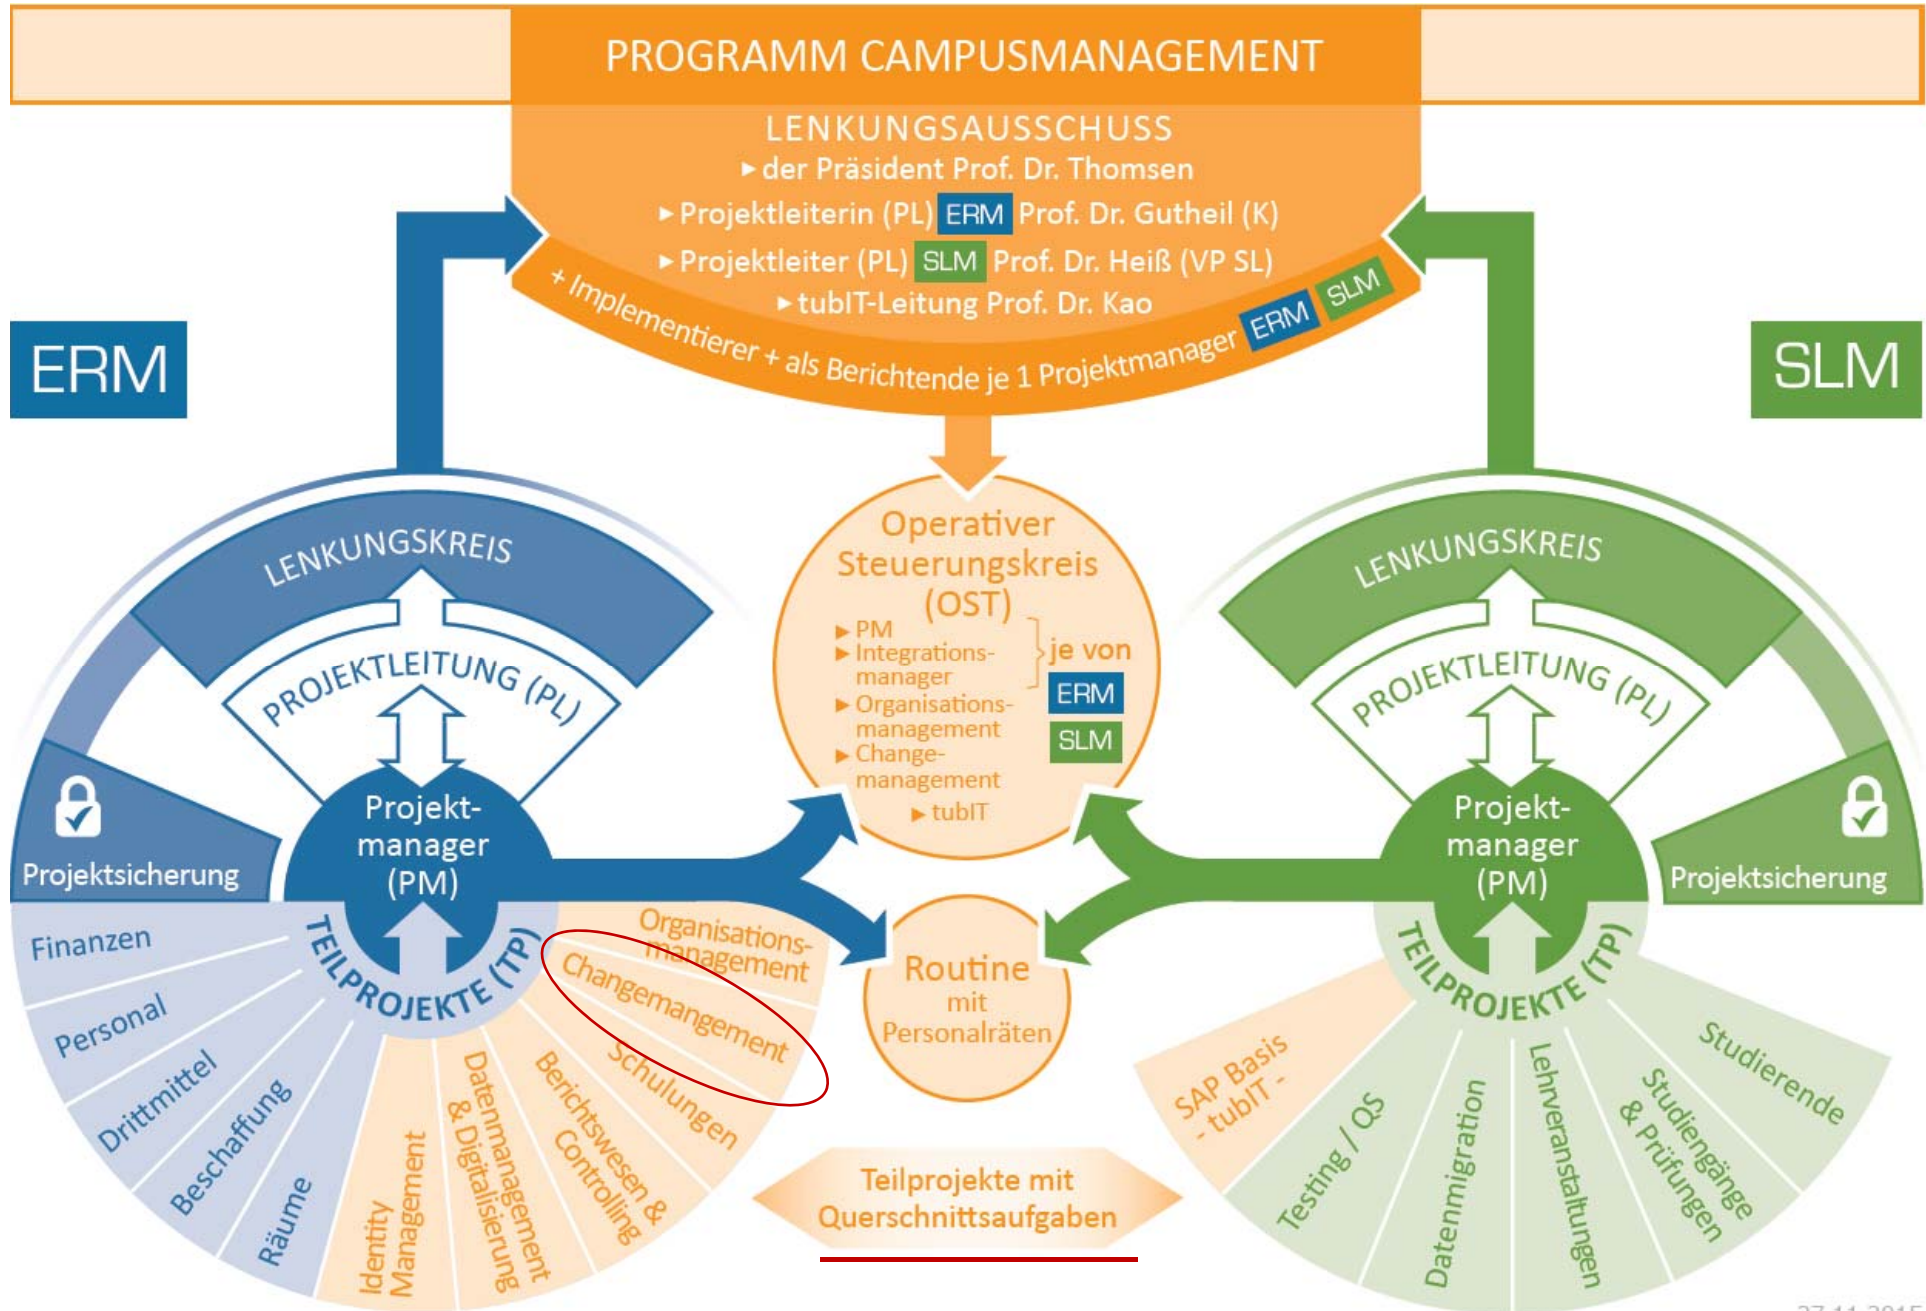 PROGRAMM CAMPUSMANAGEMENT
LENKUNGSAUSSCHUSS
▸ der Präsident Prof. Dr. Thomsen
▸ Projektleiterin (PL) ERM Prof. Dr. Gutheil (K)
▸ Projektleiter (PL) SLM Prof. Dr. Heiß (VP SL)
▸ tubIT-Leitung Prof. Dr. Kao
+ Implementierer + als Berichtende je 1 Projektmanager ERM SLM
ERM
SLM
LENKUNGSKREIS
PROJEKTLEITUNG (PL)
Projekt-
manager
(PM)
Projektsicherung
TEILPROJEKTE (TP)
Finanzen
Personal
Drittmittel
Beschaffung
Räume
Identity
Management
Datenmanagement
& Digitalisierung
Berichtswesen &
Controlling
Schulungen
Changemangement
Organisations-
management
Operativer
Steuerungskreis
(OST)
▸ PM
▸ Integrations-
manager
je von
ERM
SLM
▸ Organisations-
management
▸ Change-
management
▸ tubIT
Routine
mit
Personalräten
Teilprojekte mit
Querschnittsaufgaben
LENKUNGSKREIS
PROJEKTLEITUNG (PL)
Projekt-
manager
(PM)
Projektsicherung
TEILPROJEKTE (TP)
SAP Basis
- tubIT -
Testing / QS
Datenmigration
Lehrveranstaltungen
Studiengänge
& Prüfungen
Studierende
27.11.2015